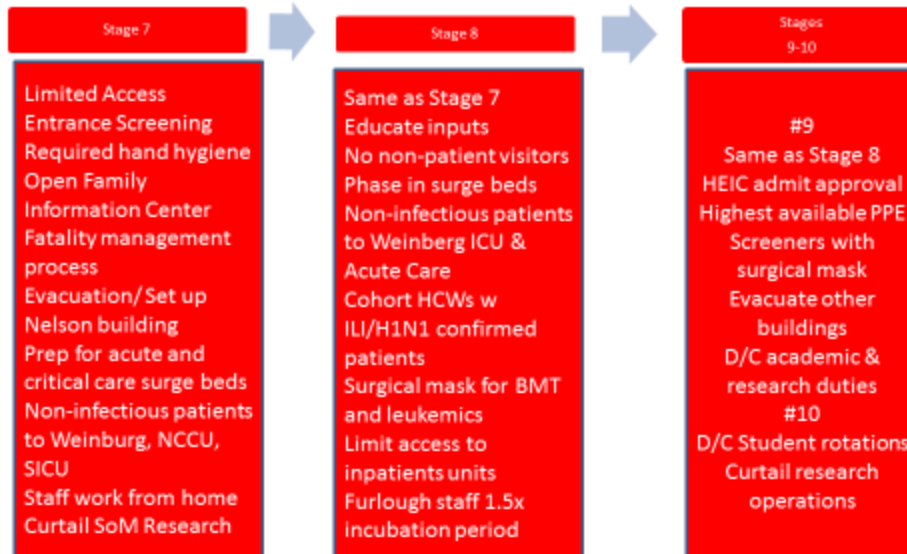 Stage 7
Limited Access
Entrance Screening
Required hand hygiene
Open Family
Information Center
Fatality management
process
Evacuation/ Set up
Nelson building
Prep for acute and
critical care surge beds
Non-infectious patients
to Weinburg, NCCU,
SICU
Staff work from home
Curtail SoM Research
Stage 8
Same as Stage 7
Educate inputs
No non-patient visitors
Phase in surge beds
Non-infectious patients
to Weinberg ICU &
Acute Care
Cohort HCWs w
ILI/H1N1 confirmed
patients
Surgical mask for BMT
and leukemics
Limit access to
inpatients units
Furlough staff 1.5x
incubation period
Stages
9-10
#9
Same as Stage 8
HEIC admit approval
Highest available PPE
Screeners with
surgical mask
Evacuate other
buildings
D/C academic &
research duties
#10
D/C Student rotations
Curtail research
operations